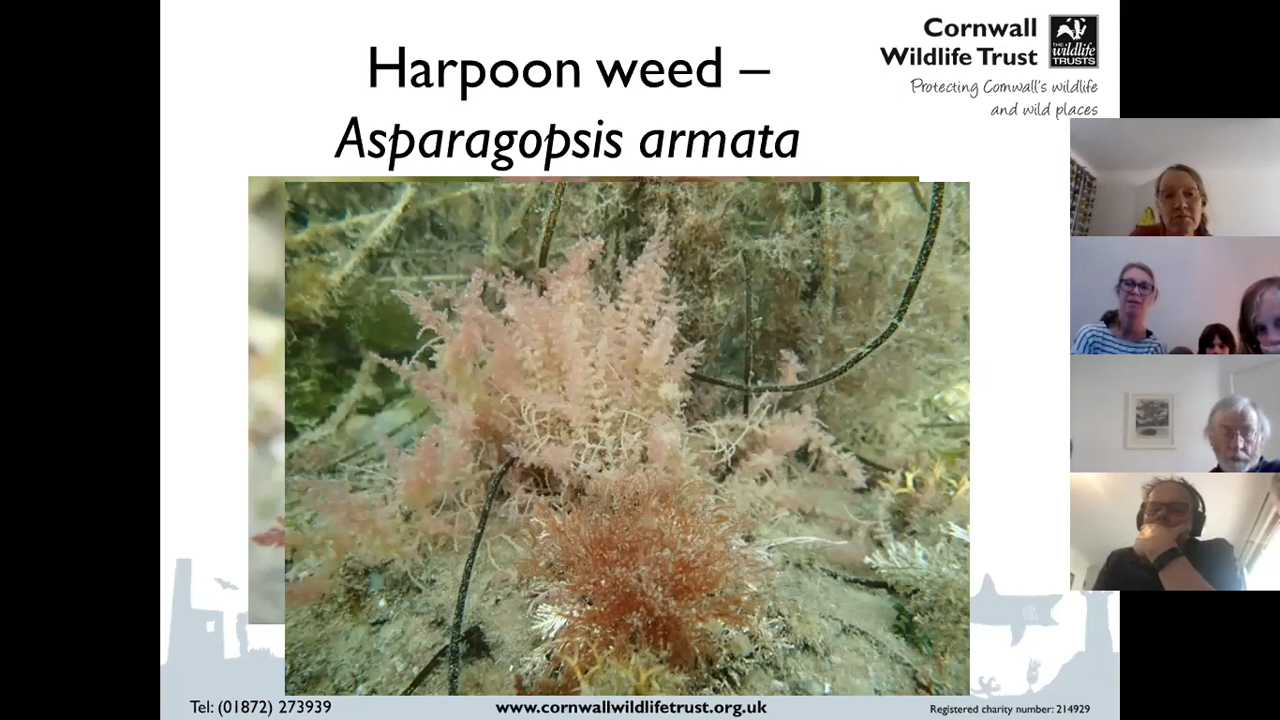 Harpoon weed –
Asparagopsis armata
Cornwall
Wildlife Trust
THE
wildlife
TRUSTS
Protecting Cornwall's wildlife
and wild places
Tel: (01872) 273939
www.cornwallwildlifetrust.org.uk
Registered charity number: 214929